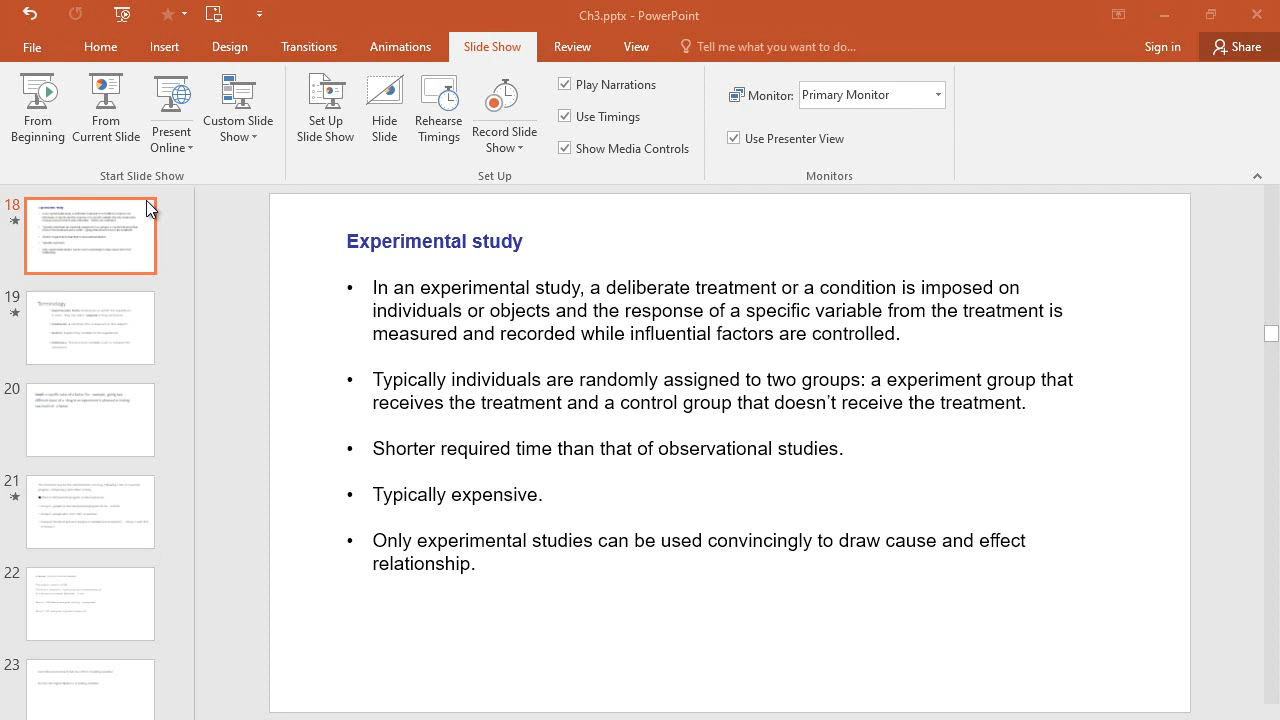 Ch3.pptx - PowerPoint
File Home Insert Design Transitions Animations Slide Show Review View Tell me what you want to do... Sign in Share
From Beginning
From Current Slide
Present Online
Custom Slide Show
Set Up Slide Show
Hide Slide
Rehearse Timings
Record Slide Show
Play Narrations
Use Timings
Show Media Controls
Monitor: Primary Monitor
Use Presenter View
Start Slide Show Set Up Monitors
18
19
Terminology
20
21
22
23
Experimental study
• In an experimental study, a deliberate treatment or a condition is imposed on
individuals or objects and the response of a specific variable from the treatment is
measured and recorded while influential factors are controlled.
• Typically individuals are randomly assigned to two groups: a experiment group that
receives the treatment and a control group that doesn't receive the treatment.
• Shorter required time than that of observational studies.
• Typically expensive.
• Only experimental studies can be used convincingly to draw cause and effect
relationship.